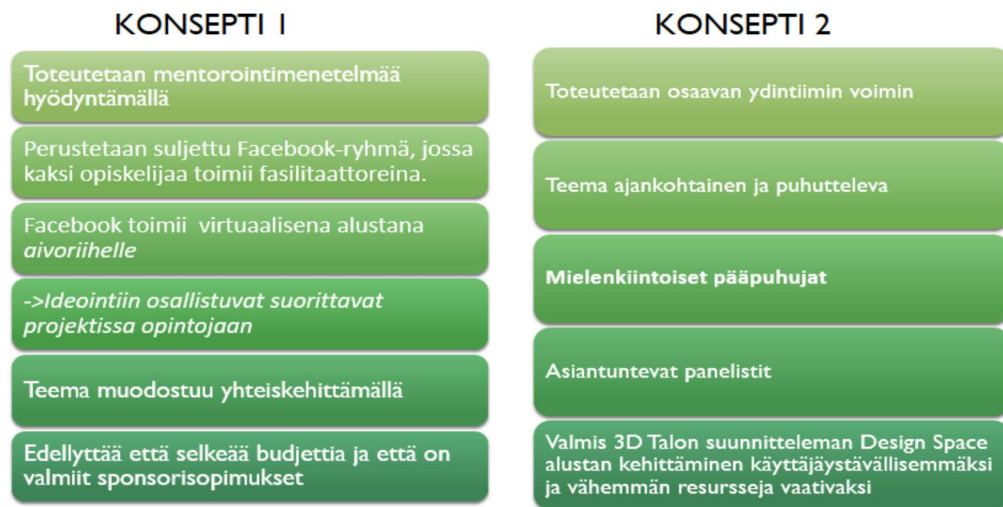 KONSEPTI 1
Toteutetaan mentorointimenetelmää
hyödyntämällä
Perustetaan suljettu Facebook-ryhmä, jossa
kaksi opiskelijaa toimii fasilitaattoreina.
Facebook toimii virtuaalisena alustana
aivoriihelle
->Ideointiin osallistuvat suorittavat
projektissa opintojaan
Teema muodostuu yhteiskehittämällä
Edellyttää että selkeää budjettia ja että on
valmiit sponsorisopimukset
KONSEPTI 2
Toteutetaan osaavan ydintiimin voimin
Teema ajankohtainen ja puhutteleva
Mielenkiintoiset pääpuhujat
Asiantuntevat panelistit
Valmis 3D Talon suunnitteleman Design Space
alustan kehittäminen käyttäjäystävällisemmäksi
ja vähemmän resursseja vaativaksi